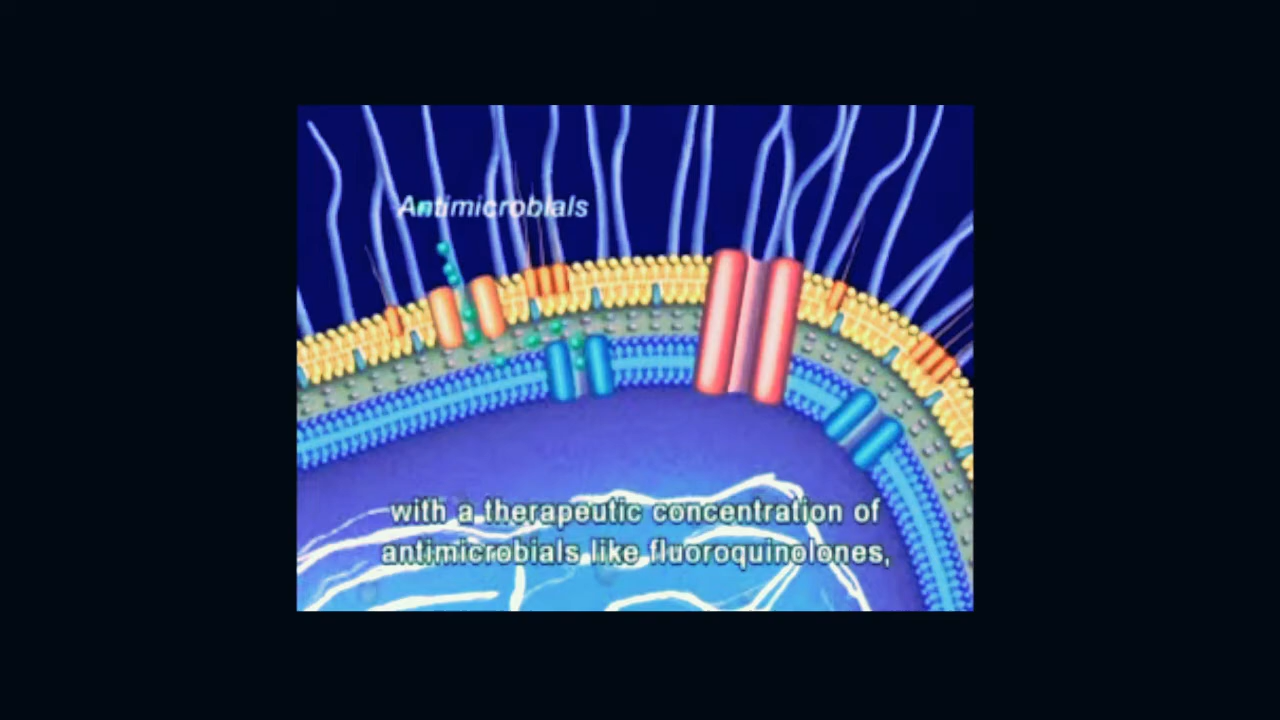 Antimicrobials
with a therapeutic concentration of
antimicrobials like fluoroquinolones,